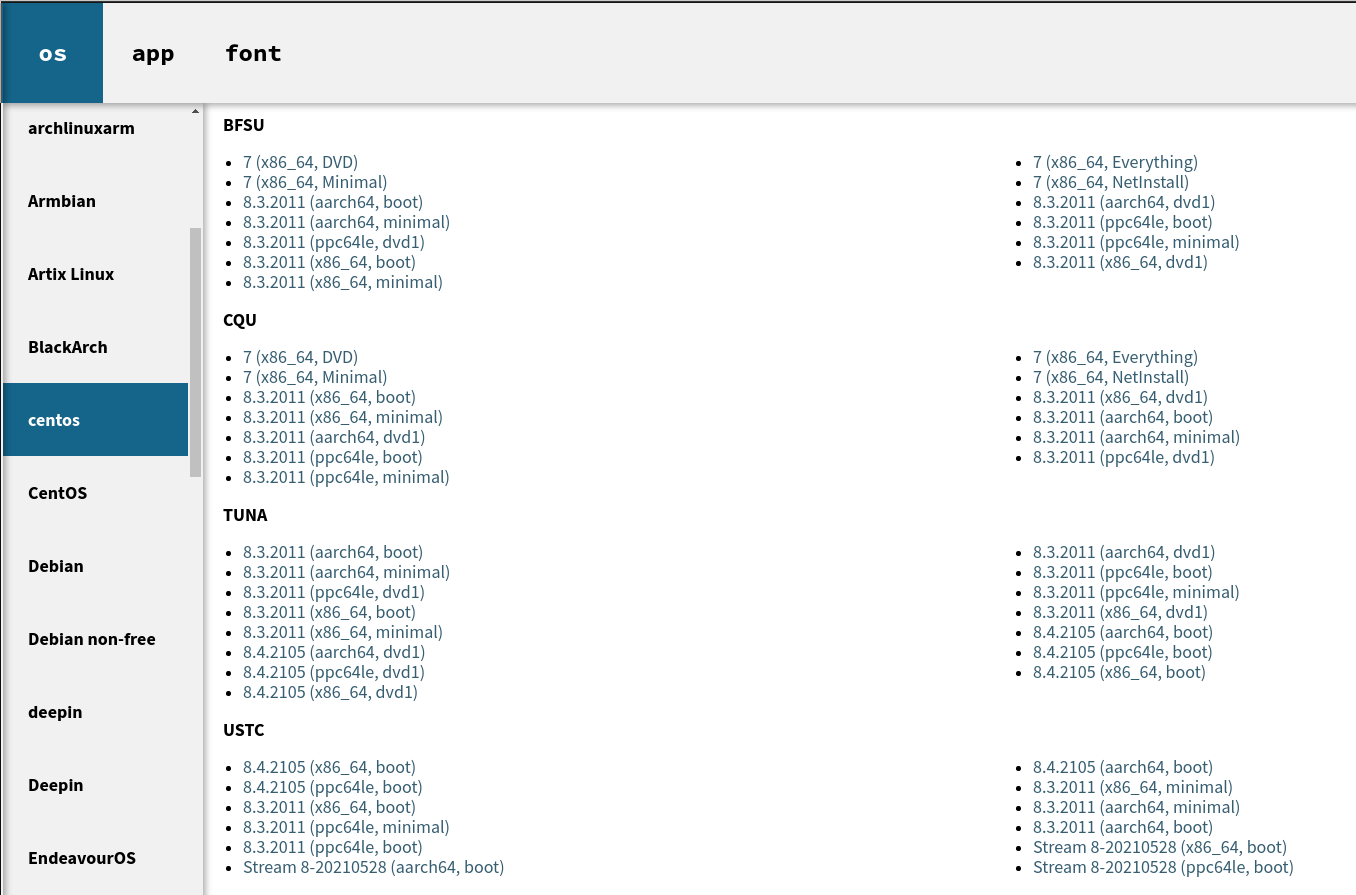 os app font
archlinuxarm
Armbian
Artix Linux
BlackArch
centos
CentOS
Debian
Debian non-free
deepin
Deepin
EndeavourOS
BFSU
7 (x86_64, DVD)
7 (x86_64, Everything)
7 (x86_64, Minimal)
7 (x86_64, NetInstall)
8.3.2011 (aarch64, boot)
8.3.2011 (aarch64, dvd1)
8.3.2011 (aarch64, minimal)
8.3.2011 (ppc64le, boot)
8.3.2011 (ppc64le, dvd1)
8.3.2011 (ppc64le, minimal)
8.3.2011 (x86_64, boot)
8.3.2011 (x86_64, dvd1)
8.3.2011 (x86_64, minimal)
CQU
7 (x86_64, DVD)
7 (x86_64, Everything)
7 (x86_64, Minimal)
7 (x86_64, NetInstall)
8.3.2011 (x86_64, boot)
8.3.2011 (x86_64, dvd1)
8.3.2011 (x86_64, minimal)
8.3.2011 (aarch64, boot)
8.3.2011 (aarch64, dvd1)
8.3.2011 (aarch64, minimal)
8.3.2011 (ppc64le, boot)
8.3.2011 (ppc64le, dvd1)
8.3.2011 (ppc64le, minimal)
TUNA
8.3.2011 (aarch64, boot)
8.3.2011 (aarch64, dvd1)
8.3.2011 (aarch64, minimal)
8.3.2011 (ppc64le, boot)
8.3.2011 (ppc64le, dvd1)
8.3.2011 (ppc64le, minimal)
8.3.2011 (x86_64, boot)
8.3.2011 (x86_64, dvd1)
8.3.2011 (x86_64, minimal)
8.4.2105 (aarch64, boot)
8.4.2105 (aarch64, dvd1)
8.4.2105 (ppc64le, boot)
8.4.2105 (ppc64le, dvd1)
8.4.2105 (x86_64, boot)
8.4.2105 (x86_64, dvd1)
USTC
8.4.2105 (x86_64, boot)
8.4.2105 (aarch64, boot)
8.4.2105 (ppc64le, boot)
8.3.2011 (x86_64, minimal)
8.3.2011 (x86_64, boot)
8.3.2011 (aarch64, minimal)
8.3.2011 (ppc64le, minimal)
8.3.2011 (aarch64, boot)
8.3.2011 (ppc64le, boot)
Stream 8-20210528 (x86_64, boot)
Stream 8-20210528 (aarch64, boot)
Stream 8-20210528 (ppc64le, boot)